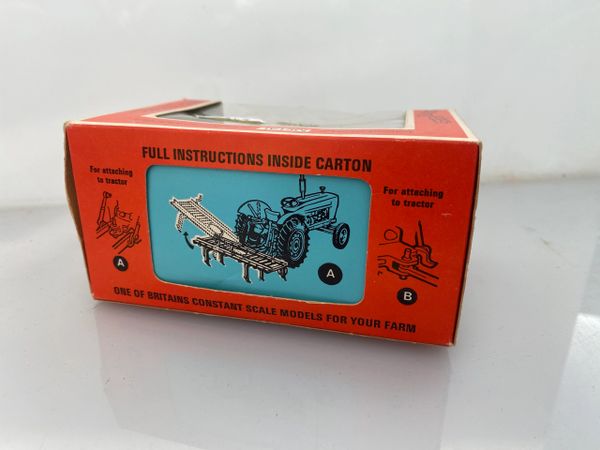 FULL INSTRUCTIONS INSIDE CARTON
For attaching
to tractor
A
A
For attaching
to tractor
B
ONE OF BRITAINS CONSTANT SCALE MODELS FOR YOUR FARM